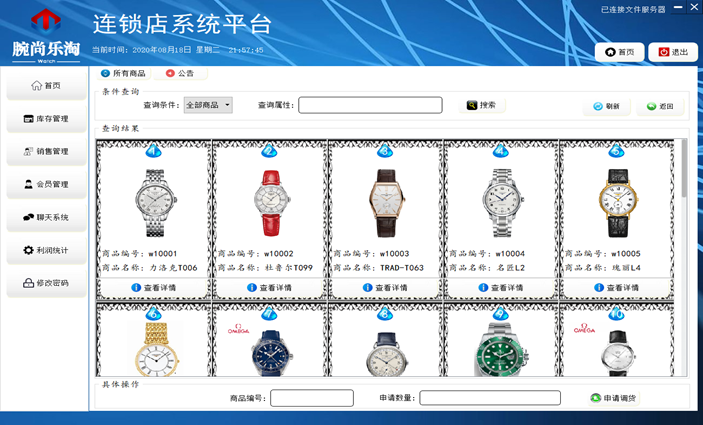 已连接文件服务器
连锁店系统平台
腕尚乐淘
Watch
当前时间：2020年08月18日 星期二 21:57:45
首页
退出
首页
库存管理
销售管理
会员管理
聊天系统
利润统计
修改密码
所有商品
公告
条件查询
查询条件：
全部商品
查询属性：
搜索
刷新
返回
查询结果
1
商品编号：w10001
商品名称：力洛克T006
查看详情
2
商品编号：w10002
商品名称：杜鲁尔T099
查看详情
3
商品编号：w10003
商品名称：TRAD-T063
查看详情
4
商品编号：w10004
商品名称：名匠L2
查看详情
5
商品编号：w10005
商品名称：瑰丽L4
查看详情
6
7
OMEGA
8
9
10
OMEGA
具体操作
商品编号：
申请数量：
申请调货